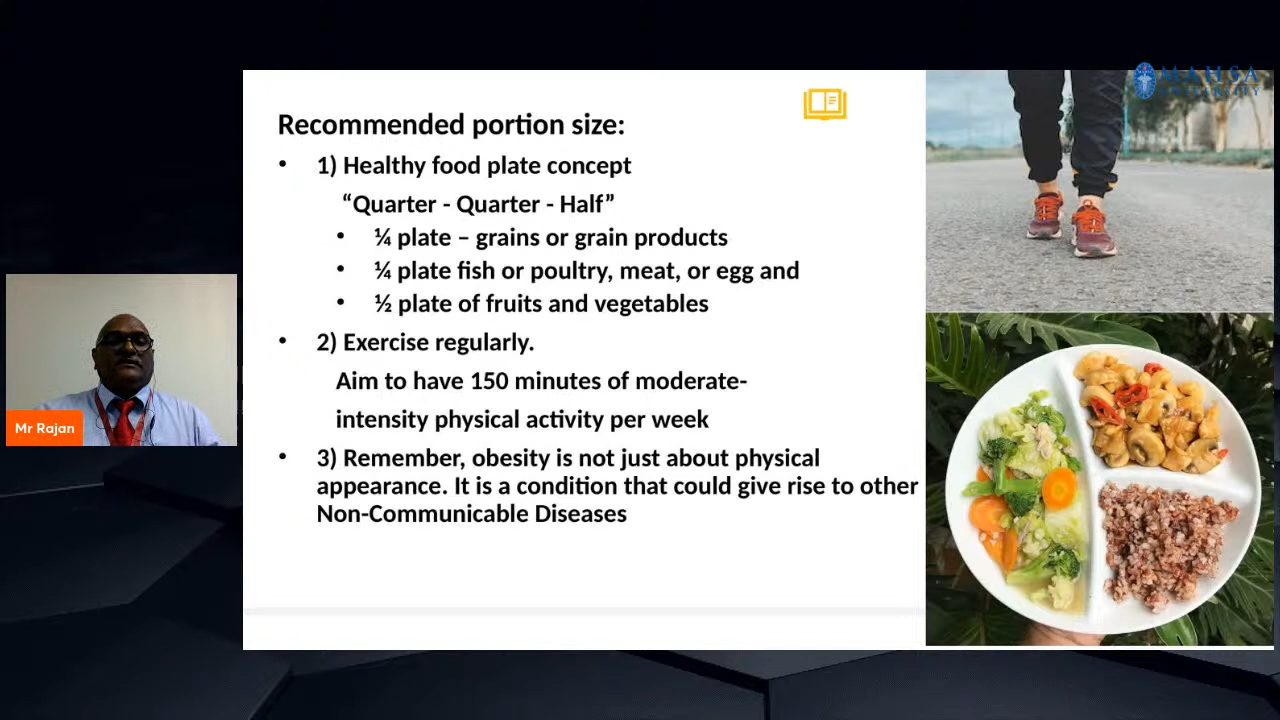 MAHSA
UNIVERSITY
Recommended portion size:
• 1) Healthy food plate concept
“Quarter - Quarter - Half”
• ¼ plate – grains or grain products
• ¼ plate fish or poultry, meat, or egg and
• ½ plate of fruits and vegetables
• 2) Exercise regularly.
Aim to have 150 minutes of moderate-
intensity physical activity per week
• 3) Remember, obesity is not just about physical
appearance. It is a condition that could give rise to other
Non-Communicable Diseases
Mr Rajan